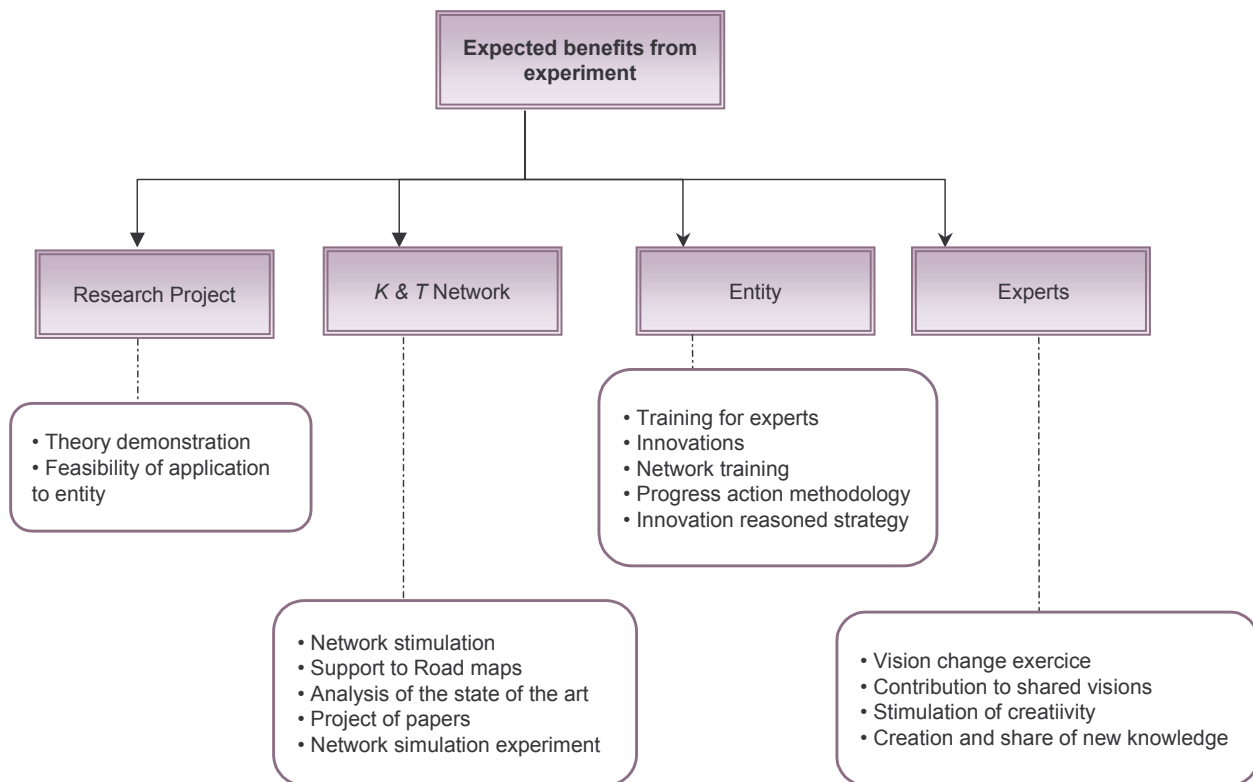 Expected benefits from
experiment
Research Project
K & T Network
Entity
Experts
• Theory demonstration
• Feasibility of application
to entity
• Training for experts
• Innovations
• Network training
• Progress action methodology
• Innovation reasoned strategy
• Network stimulation
• Support to Road maps
• Analysis of the state of the art
• Project of papers
• Network simulation experiment
• Vision change exercice
• Contribution to shared visions
• Stimulation of creatiivity
• Creation and share of new knowledge